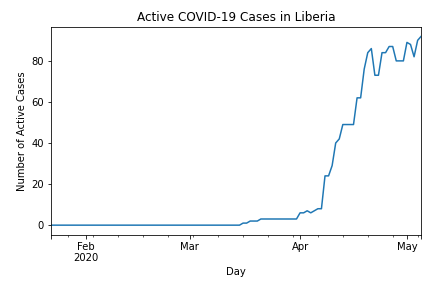 Active COVID-19 Cases in Liberia
Number of Active Cases
80
60
40
20
0
Feb
2020
Mar
Apr
May
Day